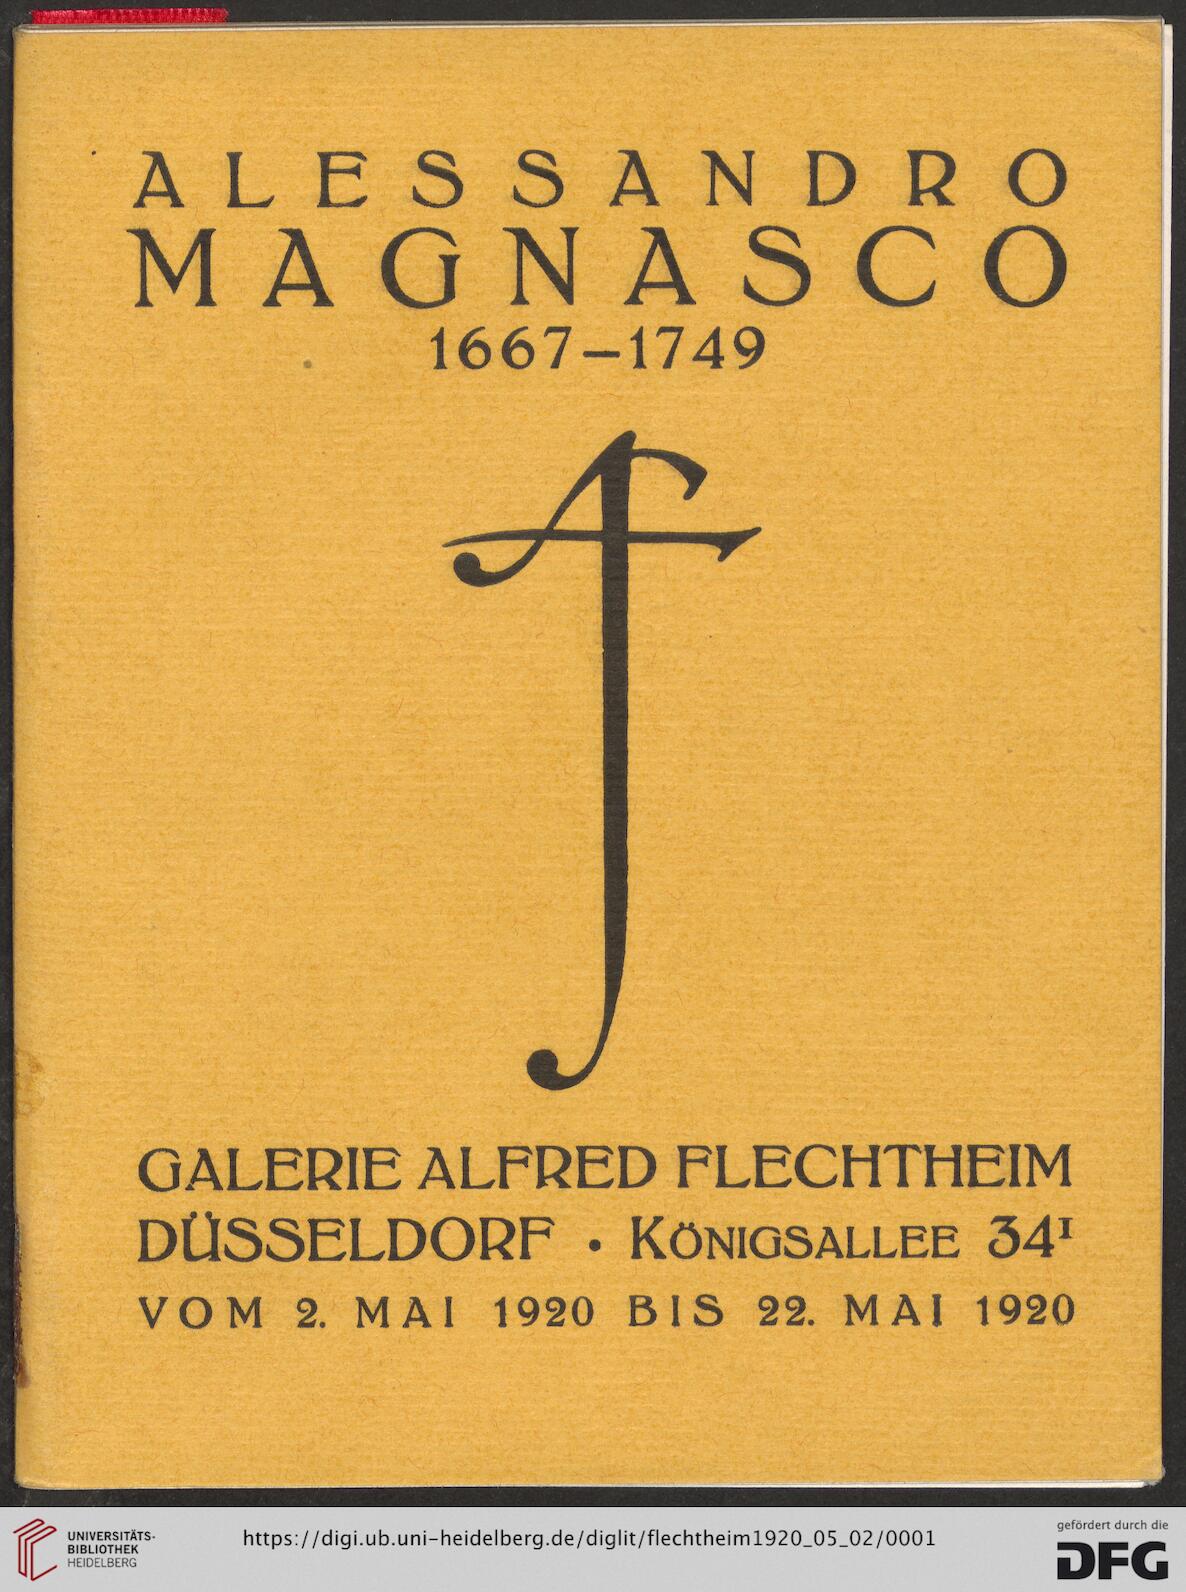 ALESSANDRO
MAGNASCO
1667–1749
AF
GALERIE ALFRED FLECHTHEIM
DÜSSELDORF · KÖNIGSALLEE 34ᴵ
VOM 2. MAI 1920 BIS 22. MAI 1920
UNIVERSITÄTS-
BIBLIOTHEK
HEIDELBERG
https://digi.ub.uni-heidelberg.de/diglit/flechtheim1920_05_02/0001
gefördert durch die
DFG